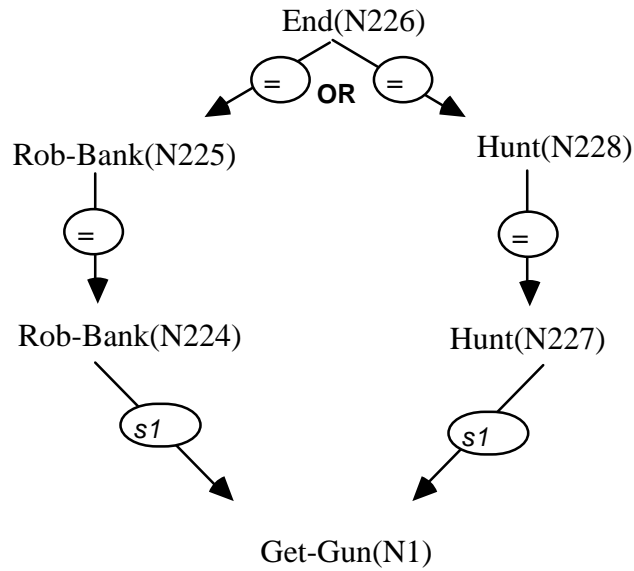 End(N226)
= OR =
Rob-Bank(N225)
Hunt(N228)
=
=
Rob-Bank(N224)
Hunt(N227)
s1
s1
Get-Gun(N1)